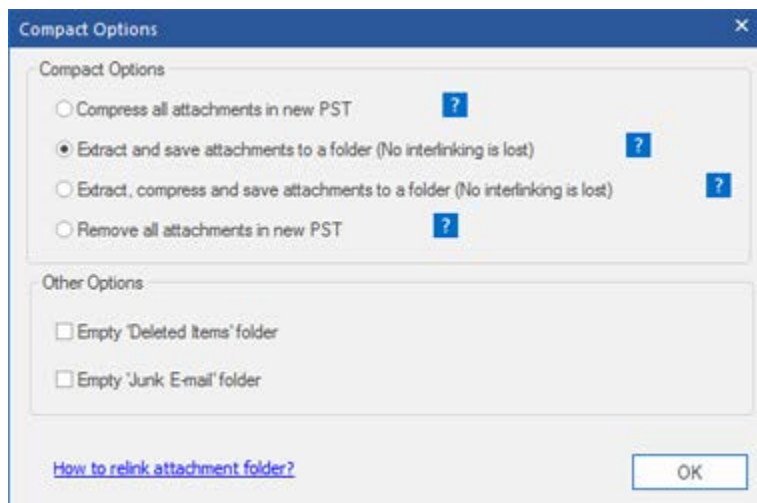 Compact Options
Compact Options
Compress all attachments in new PST ?
Extract and save attachments to a folder (No interlinking is lost) ?
Extract, compress and save attachments to a folder (No interlinking is lost) ?
Remove all attachments in new PST ?
Other Options
Empty 'Deleted Items' folder
Empty 'Junk E-mail' folder
How to relink attachment folder?
OK